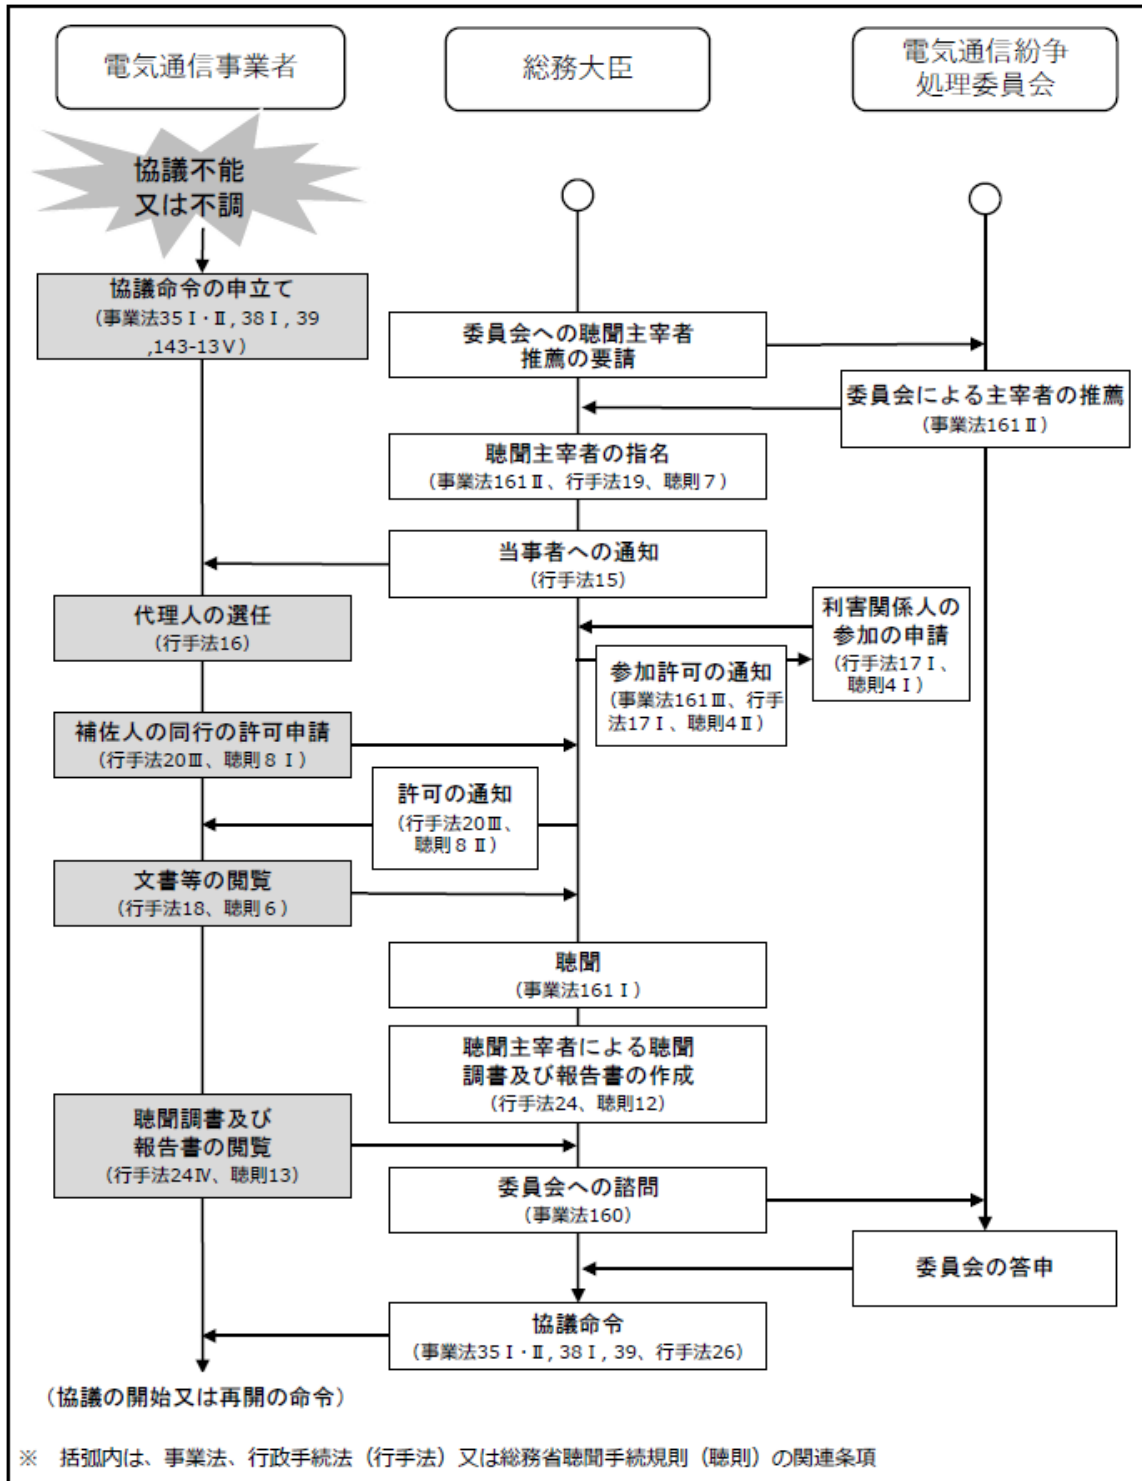 電気通信事業者
総務大臣
電気通信紛争
処理委員会
協議不能
又は不調
協議命令の申立て
（事業法35Ⅰ・Ⅱ, 38Ⅰ, 39
,143-13Ⅴ）
委員会への聴聞主宰者
推薦の要請
委員会による主宰者の推薦
（事業法161Ⅱ）
聴聞主宰者の指名
（事業法161Ⅱ、行手法19、聴則７）
当事者への通知
（行手法15）
代理人の選任
（行手法16）
利害関係人の
参加の申請
（行手法17Ⅰ、
聴則4Ⅰ）
参加許可の通知
（事業法161Ⅲ、行手
法17Ⅰ、聴則4Ⅱ）
補佐人の同行の許可申請
（行手法20Ⅲ、聴則８Ⅰ）
許可の通知
（行手法20Ⅲ、
聴則８Ⅱ）
文書等の閲覧
（行手法18、聴則６）
聴聞
（事業法161Ⅰ）
聴聞主宰者による聴聞
調書及び報告書の作成
（行手法24、聴則12）
聴聞調書及び
報告書の閲覧
（行手法24Ⅳ、聴則13）
委員会への諮問
（事業法160）
委員会の答申
協議命令
（事業法35Ⅰ・Ⅱ, 38Ⅰ, 39、行手法26）
（協議の開始又は再開の命令）
※　括弧内は、事業法、行政手続法（行手法）又は総務省聴聞手続規則（聴則）の関連条項